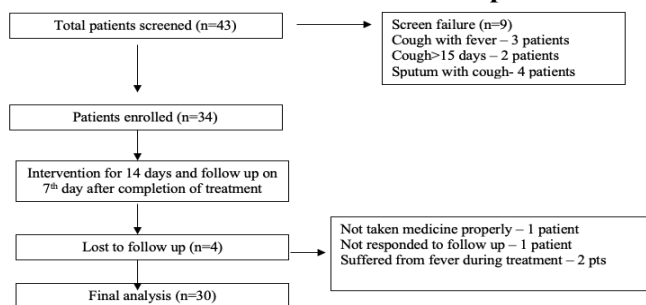 Total patients screened (n=43)
Screen failure (n=9)
Cough with fever – 3 patients
Cough>15 days – 2 patients
Sputum with cough- 4 patients
Patients enrolled (n=34)
Intervention for 14 days and follow up on
7th day after completion of treatment
Not taken medicine properly – 1 patient
Not responded to follow up – 1 patient
Suffered from fever during treatment – 2 pts
Lost to follow up (n=4)
Final analysis (n=30)